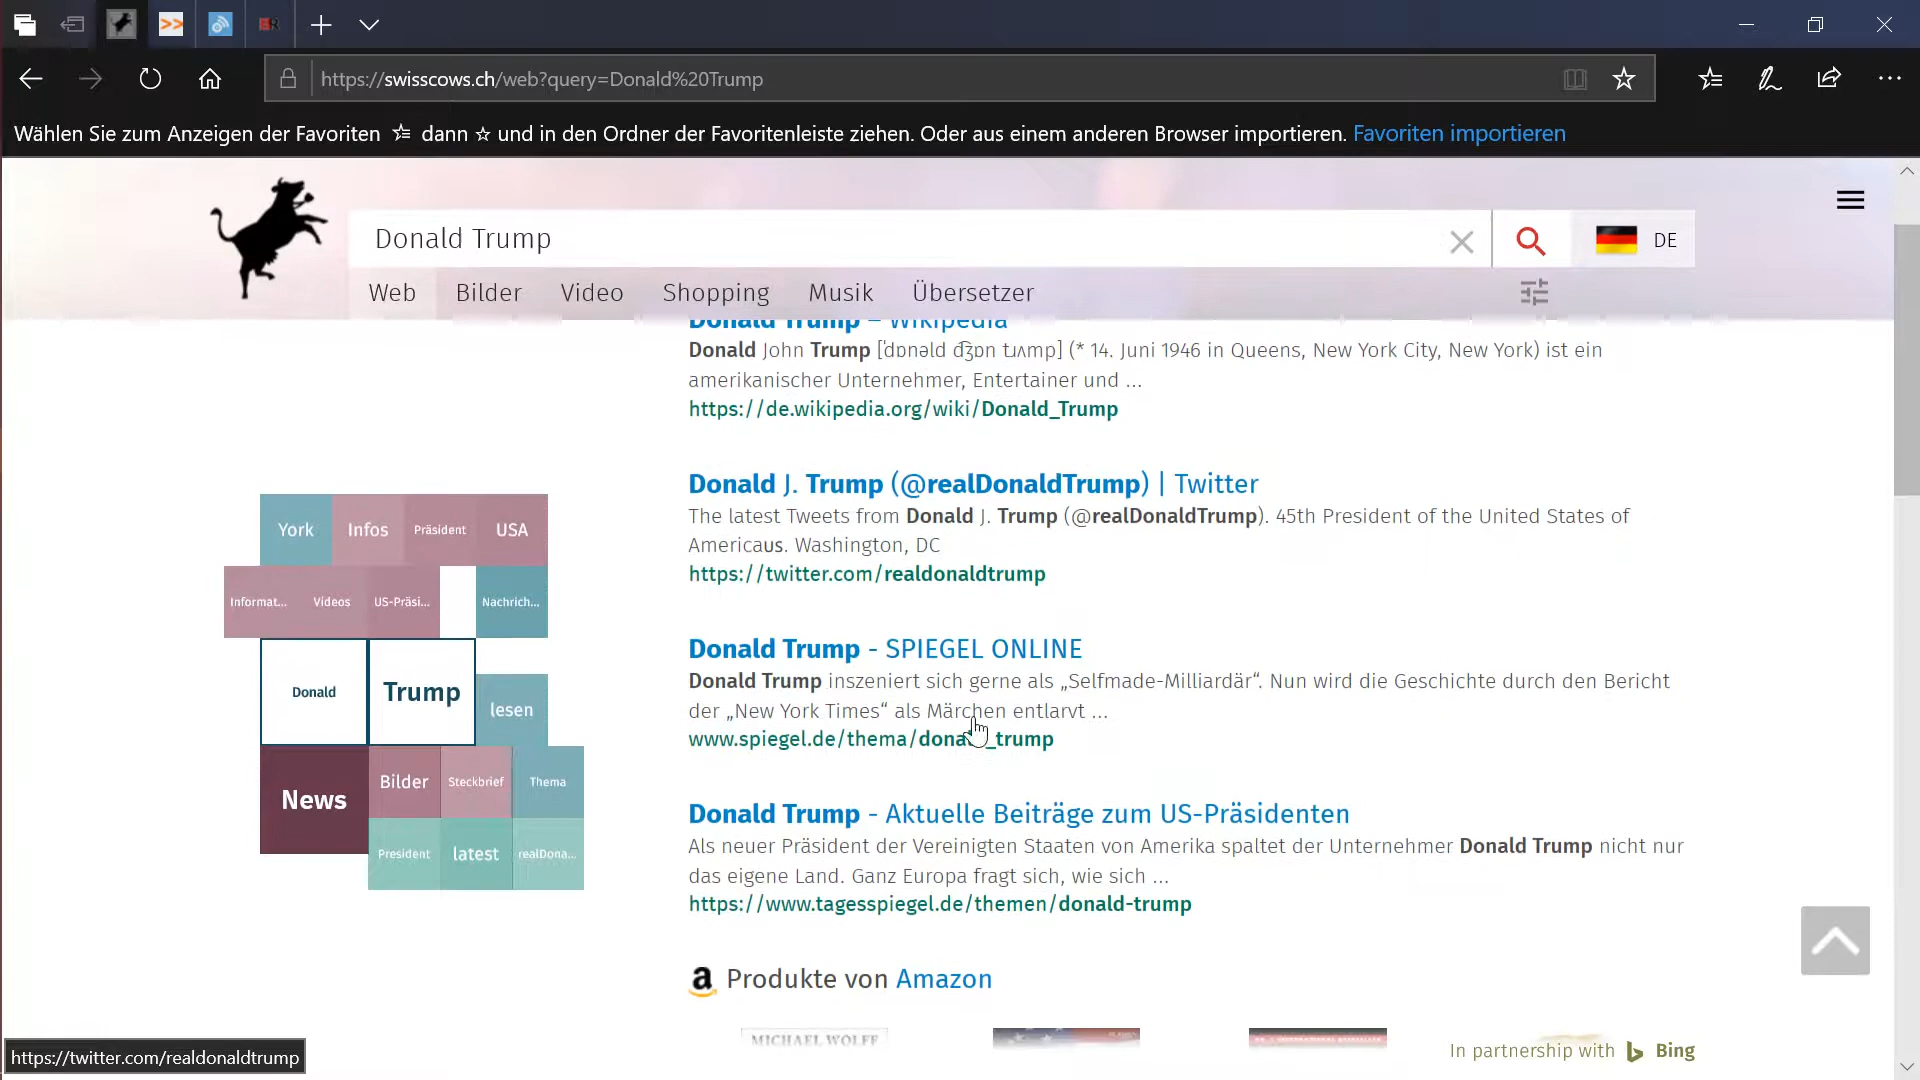 https://swisscows.ch/web?query=Donald%20Trump
Wählen Sie zum Anzeigen der Favoriten dann und in den Ordner der Favoritenleiste ziehen. Oder aus einem anderen Browser importieren. Favoriten importieren
Donald Trump
DE
Web Bilder Video Shopping Musik Übersetzer
Donald Trump – Wikipedia
Donald John Trump [ˈdɒnəld d͡ʒɒn tɹʌmp] (* 14. Juni 1946 in Queens, New York City, New York) ist ein
amerikanischer Unternehmer, Entertainer und ...
https://de.wikipedia.org/wiki/Donald_Trump
Donald J. Trump (@realDonaldTrump) | Twitter
The latest Tweets from Donald J. Trump (@realDonaldTrump). 45th President of the United States of
Americaus. Washington, DC
https://twitter.com/realdonaldtrump
Donald Trump - SPIEGEL ONLINE
Donald Trump inszeniert sich gerne als „Selfmade-Milliardär“. Nun wird die Geschichte durch den Bericht
der „New York Times“ als Märchen entlarvt ...
www.spiegel.de/thema/donald_trump
Donald Trump - Aktuelle Beiträge zum US-Präsidenten
Als neuer Präsident der Vereinigten Staaten von Amerika spaltet der Unternehmer Donald Trump nicht nur
das eigene Land. Ganz Europa fragt sich, wie sich ...
https://www.tagesspiegel.de/themen/donald-trump
a Produkte von Amazon
MICHAEL WOLFF
York Infos Präsident USA
Informat... Videos US-Präsi... Nachrich...
Donald Trump lesen
News Bilder Steckbrief Thema
President latest realDona...
In partnership with Bing
https://twitter.com/realdonaldtrump